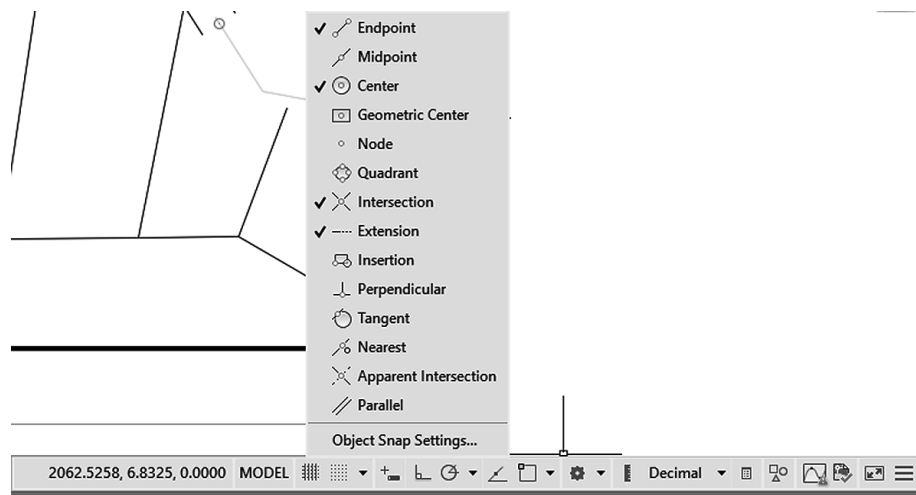 Endpoint
Midpoint
Center
Geometric Center
Node
Quadrant
Intersection
Extension
Insertion
Perpendicular
Tangent
Nearest
Apparent Intersection
Parallel
Object Snap Settings...
2062.5258, 6.8325, 0.0000 MODEL Decimal